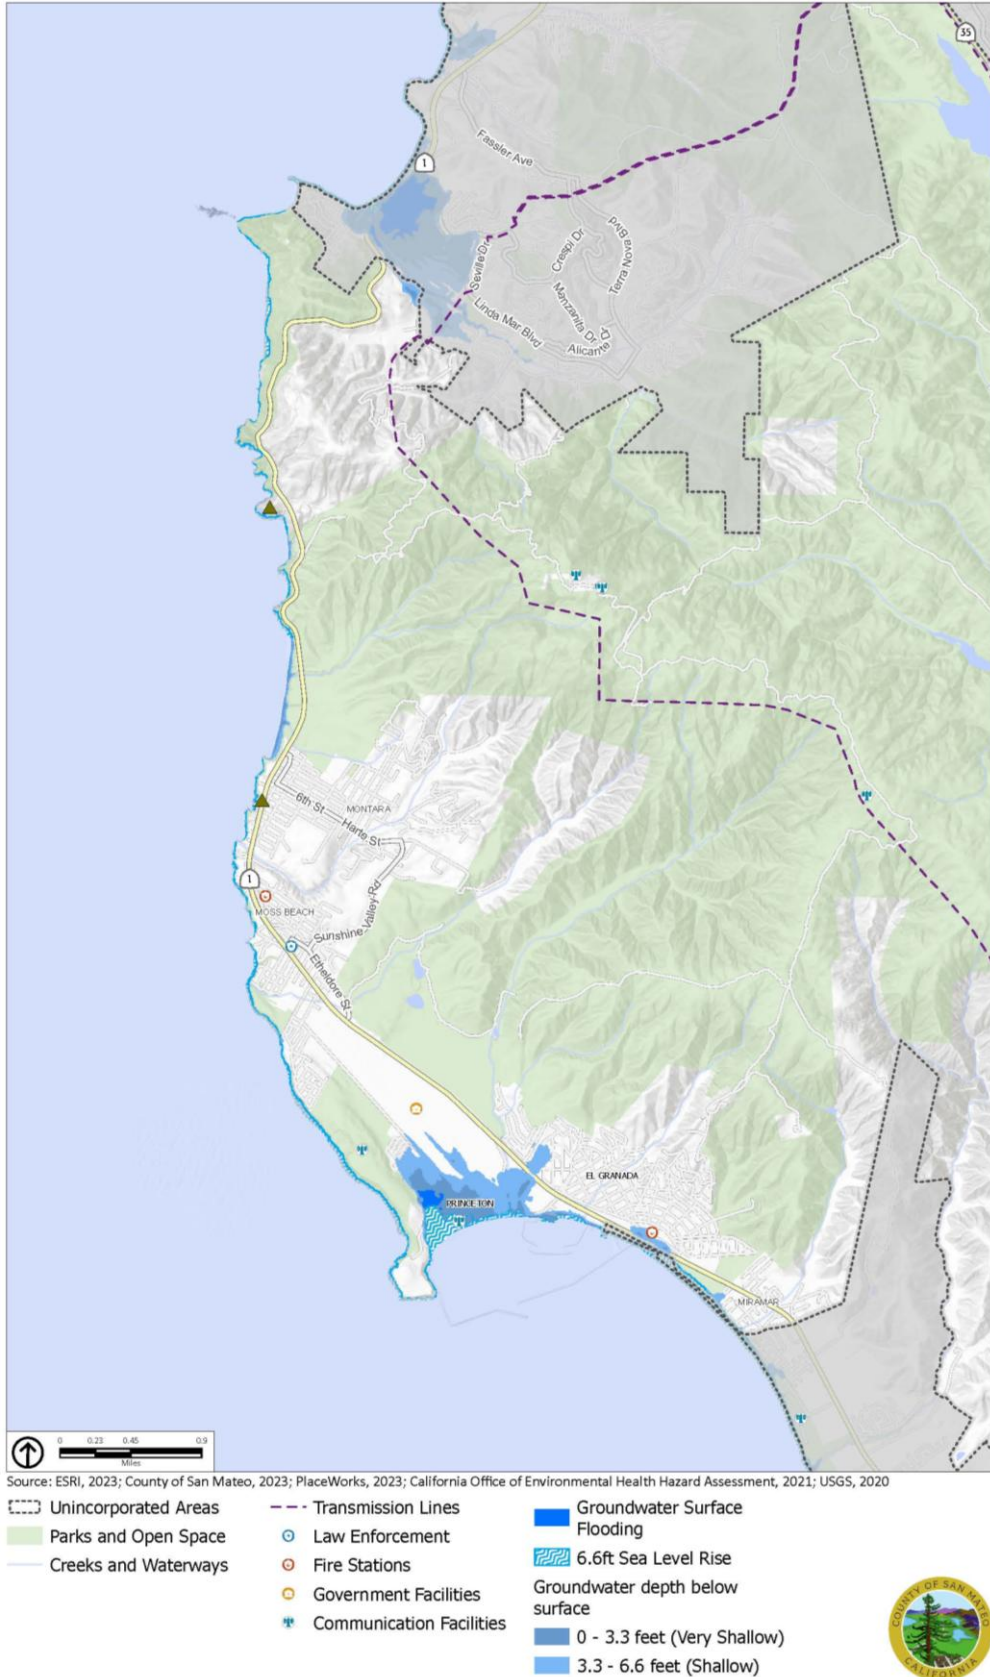 35
Fassler Ave
1
Terra Nova Blvd
Crespi Dr
Seville Dr
Manzanita Dr
Linda Mar Blvd
Alicante Dr
6th St
MONTARA
Harte St
1
MOSS BEACH
Sunshine Valley Rd
Etheldore St
EL GRANADA
PRINCETON
MIRAMAR
0 0.23 0.45 0.9
Miles
Source: ESRI, 2023; County of San Mateo, 2023; PlaceWorks, 2023; California Office of Environmental Health Hazard Assessment, 2021; USGS, 2020
Unincorporated Areas
Parks and Open Space
Creeks and Waterways
Transmission Lines
Law Enforcement
Fire Stations
Government Facilities
Communication Facilities
Groundwater Surface
Flooding
6.6ft Sea Level Rise
Groundwater depth below
surface
0 - 3.3 feet (Very Shallow)
3.3 - 6.6 feet (Shallow)
COUNTY OF SAN MATEO
CALIFORNIA